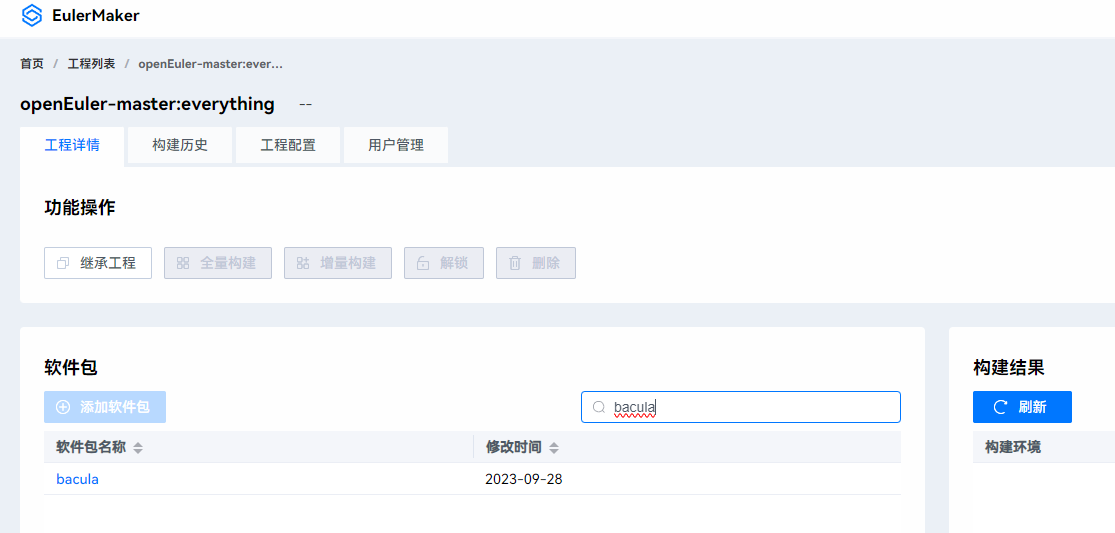 EulerMaker
首页 / 工程列表 / openEuler-master:ever...
openEuler-master:everything --
工程详情 构建历史 工程配置 用户管理
功能操作
继承工程 全量构建 增量构建 解锁 删除
软件包
添加软件包 bacula
软件包名称 修改时间
bacula 2023-09-28
构建结果
刷新
构建环境